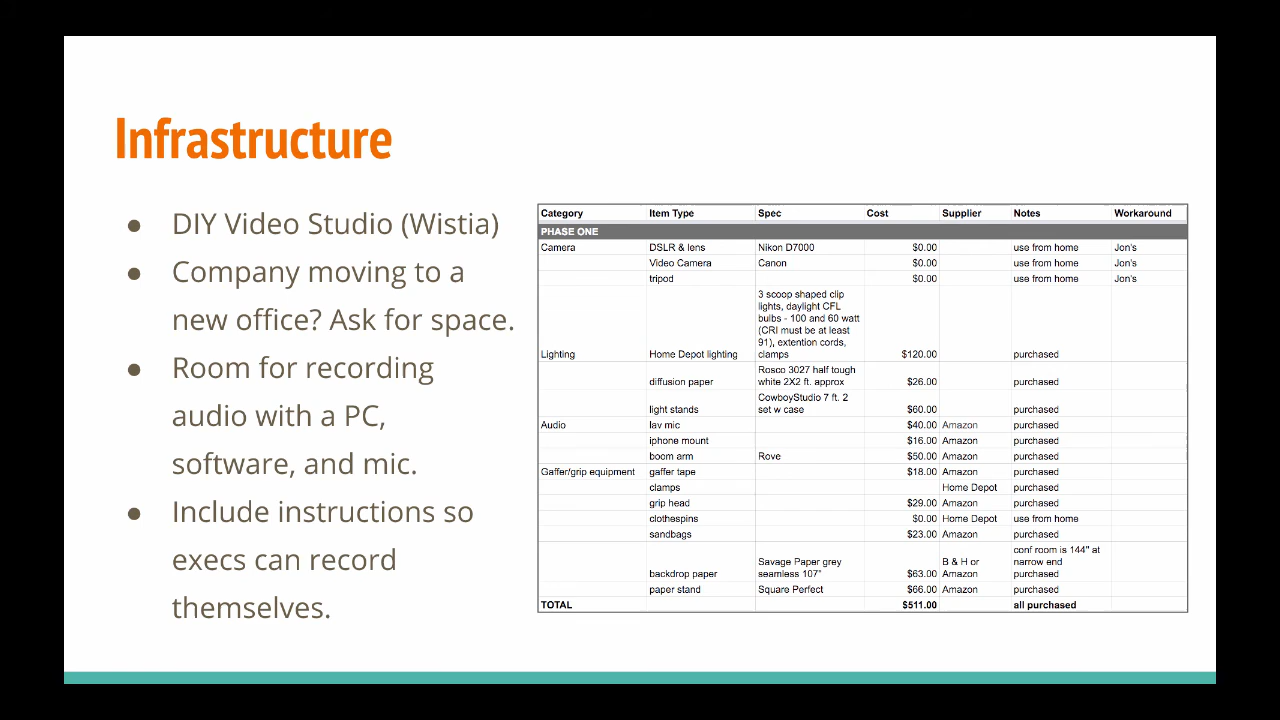 Infrastructure
● DIY Video Studio (Wistia)
● Company moving to a
new office? Ask for space.
● Room for recording
audio with a PC,
software, and mic.
● Include instructions so
execs can record
themselves.
Category Item Type Spec Cost Supplier Notes Workaround
PHASE ONE
Camera DSLR & lens Nikon D7000 $0.00 use from home Jon's
Video Camera Canon $0.00 use from home Jon's
tripod $0.00 use from home Jon's
3 scoop shaped clip
lights, daylight CFL
bulbs - 100 and 60 watt
(CRI must be at least
91), extention cords,
Lighting Home Depot lighting clamps $120.00 purchased
Rosco 3027 half tough
diffusion paper white 2X2 ft. approx $26.00 purchased
CowboyStudio 7 ft. 2
light stands set w case $60.00 purchased
Audio lav mic $40.00 Amazon purchased
iphone mount $16.00 Amazon purchased
boom arm Rove $50.00 Amazon purchased
Gaffer/grip equipment gaffer tape $18.00 Amazon purchased
clamps Home Depot purchased
grip head $29.00 Amazon purchased
clothespins $0.00 Home Depot use from home
sandbags $23.00 Amazon purchased
conf room is 144" at
Savage Paper grey B & H or narrow end
backdrop paper seamless 107" $63.00 Amazon purchased
paper stand Square Perfect $66.00 Amazon purchased
TOTAL $511.00 all purchased